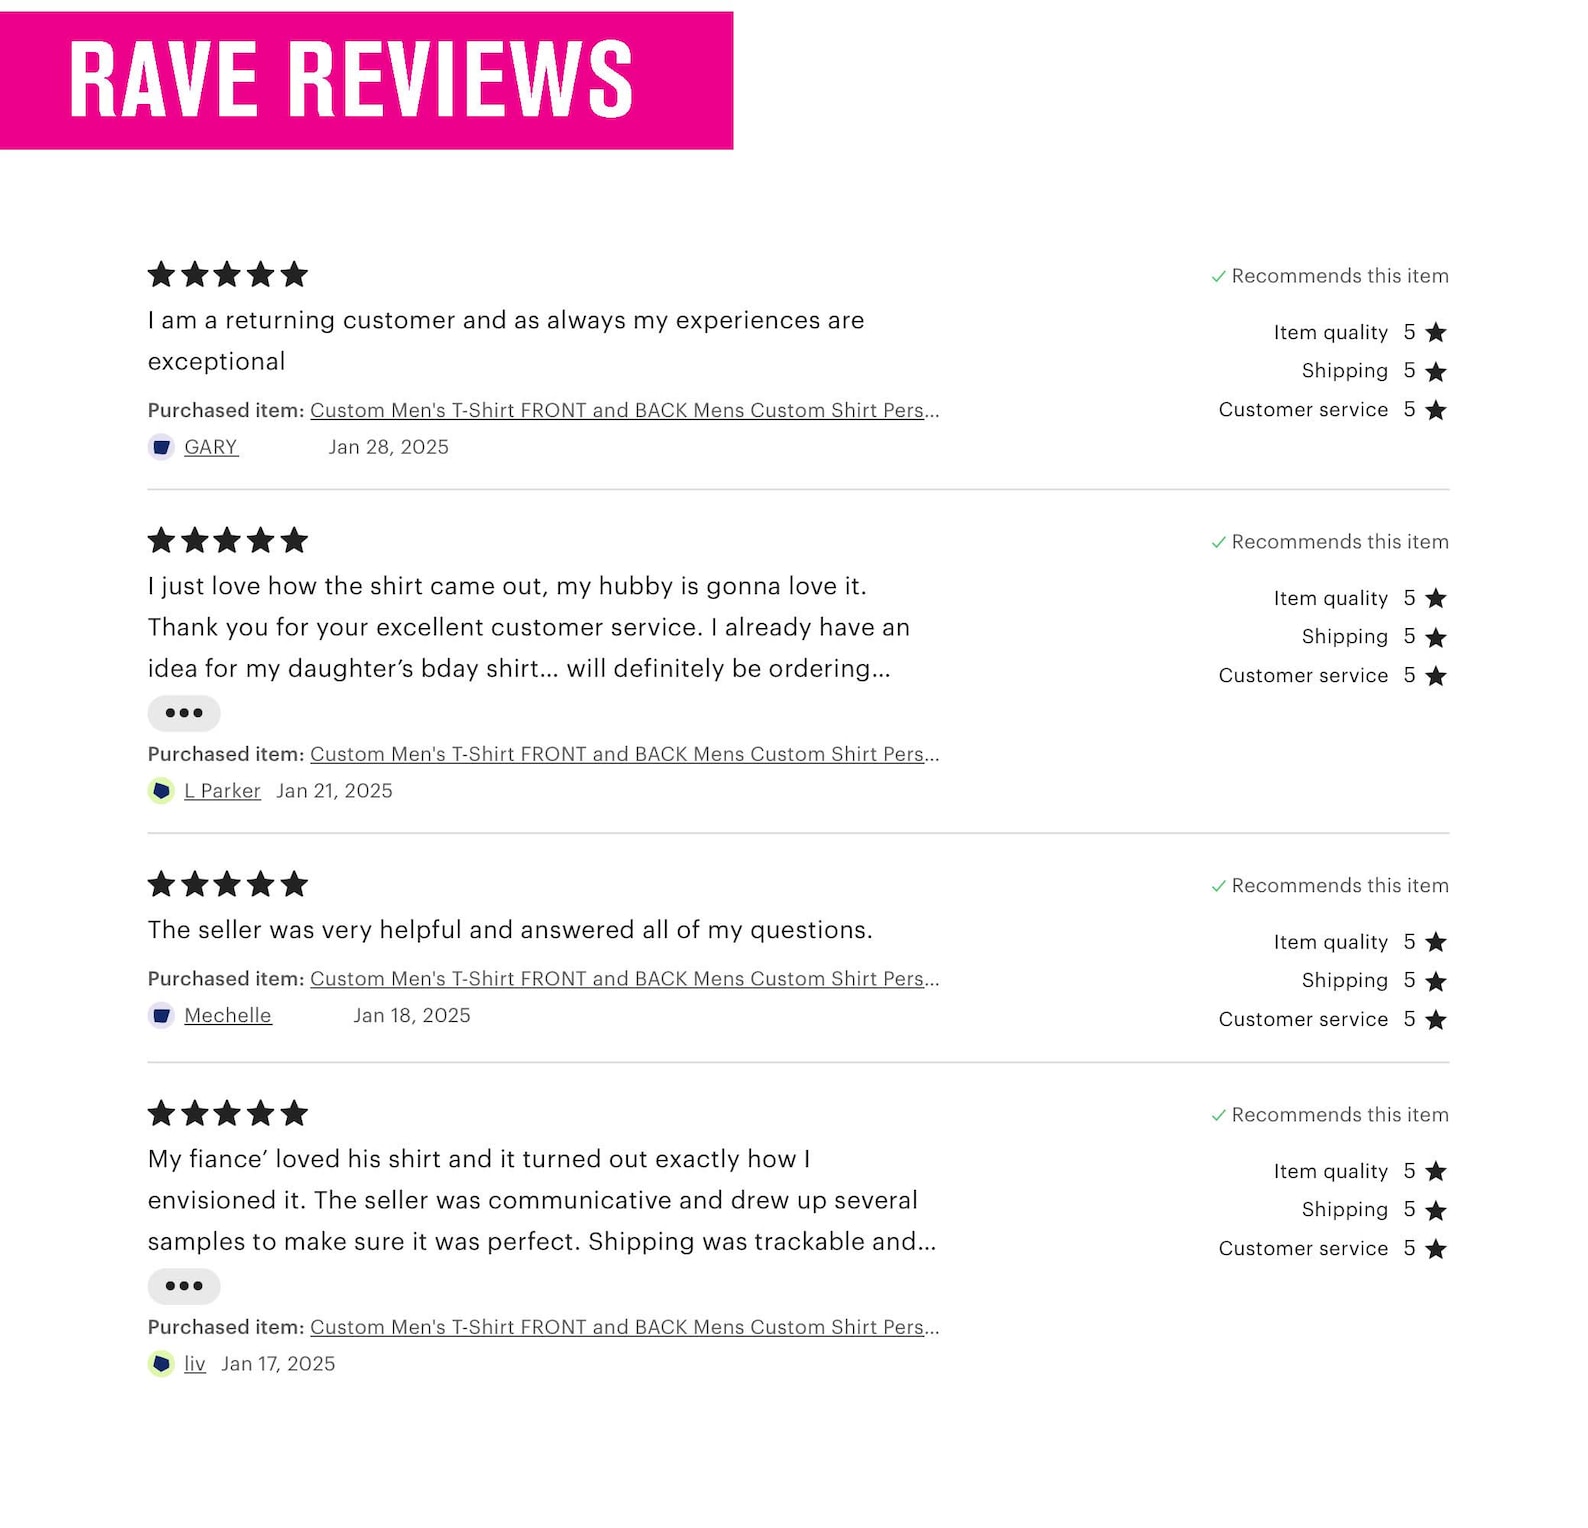 RAVE REVIEWS
Recommends this item
I am a returning customer and as always my experiences are
exceptional
Item quality 5
Shipping 5
Customer service 5
Purchased item: Custom Men's T-Shirt FRONT and BACK Mens Custom Shirt Pers...
GARY Jan 28, 2025
Recommends this item
I just love how the shirt came out, my hubby is gonna love it.
Thank you for your excellent customer service. I already have an
idea for my daughter’s bday shirt... will definitely be ordering...
Item quality 5
Shipping 5
Customer service 5
Purchased item: Custom Men's T-Shirt FRONT and BACK Mens Custom Shirt Pers...
L Parker Jan 21, 2025
Recommends this item
The seller was very helpful and answered all of my questions.
Item quality 5
Shipping 5
Customer service 5
Purchased item: Custom Men's T-Shirt FRONT and BACK Mens Custom Shirt Pers...
Mechelle Jan 18, 2025
Recommends this item
My fiance’ loved his shirt and it turned out exactly how I
envisioned it. The seller was communicative and drew up several
samples to make sure it was perfect. Shipping was trackable and...
Item quality 5
Shipping 5
Customer service 5
Purchased item: Custom Men's T-Shirt FRONT and BACK Mens Custom Shirt Pers...
liv Jan 17, 2025